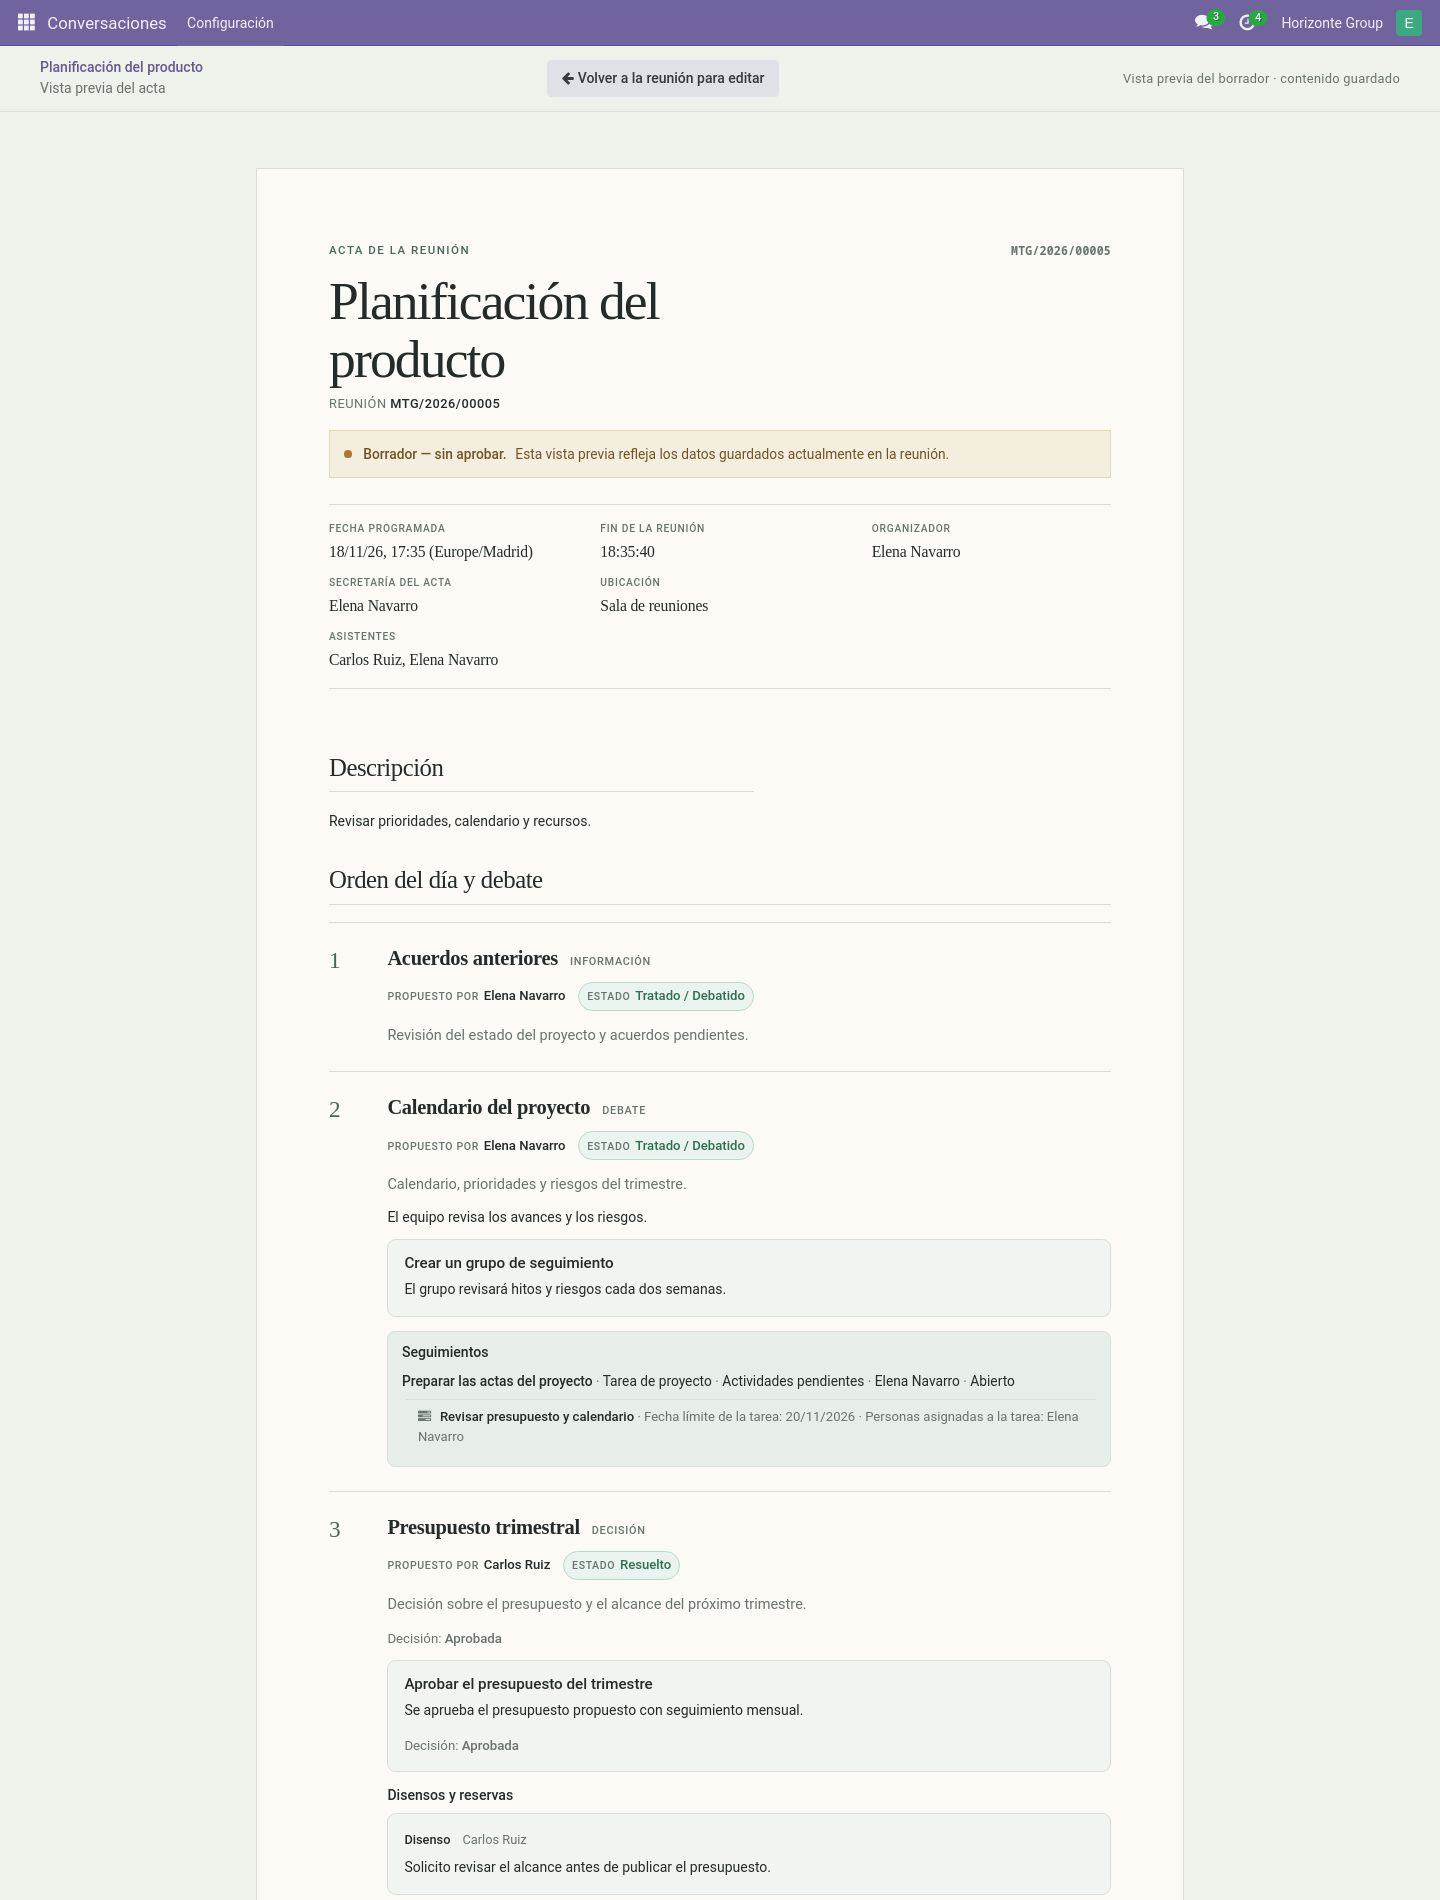 Conversaciones Configuración 3 4 Horizonte Group E
Planificación del producto
Vista previa del acta
Volver a la reunión para editar
Vista previa del borrador · contenido guardado
ACTA DE LA REUNIÓN MTG/2026/00005
Planificación del
producto
REUNIÓN MTG/2026/00005
Borrador — sin aprobar. Esta vista previa refleja los datos guardados actualmente en la reunión.
FECHA PROGRAMADA FIN DE LA REUNIÓN ORGANIZADOR
18/11/26, 17:35 (Europe/Madrid) 18:35:40 Elena Navarro
SECRETARÍA DEL ACTA UBICACIÓN
Elena Navarro Sala de reuniones
ASISTENTES
Carlos Ruiz, Elena Navarro
Descripción
Revisar prioridades, calendario y recursos.
Orden del día y debate
1 Acuerdos anteriores INFORMACIÓN
PROPUESTO POR Elena Navarro ESTADO Tratado / Debatido
Revisión del estado del proyecto y acuerdos pendientes.
2 Calendario del proyecto DEBATE
PROPUESTO POR Elena Navarro ESTADO Tratado / Debatido
Calendario, prioridades y riesgos del trimestre.
El equipo revisa los avances y los riesgos.
Crear un grupo de seguimiento
El grupo revisará hitos y riesgos cada dos semanas.
Seguimientos
Preparar las actas del proyecto · Tarea de proyecto · Actividades pendientes · Elena Navarro · Abierto
Revisar presupuesto y calendario · Fecha límite de la tarea: 20/11/2026 · Personas asignadas a la tarea: Elena
Navarro
3 Presupuesto trimestral DECISIÓN
PROPUESTO POR Carlos Ruiz ESTADO Resuelto
Decisión sobre el presupuesto y el alcance del próximo trimestre.
Decisión: Aprobada
Aprobar el presupuesto del trimestre
Se aprueba el presupuesto propuesto con seguimiento mensual.
Decisión: Aprobada
Disensos y reservas
Disenso Carlos Ruiz
Solicito revisar el alcance antes de publicar el presupuesto.